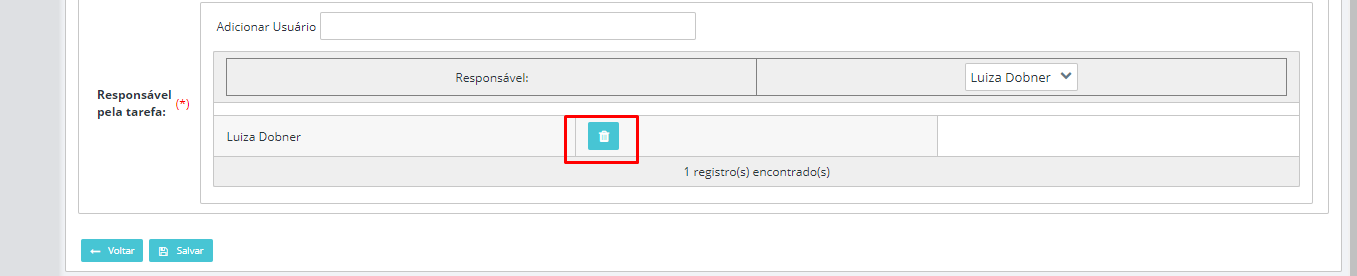 Adicionar Usuário
Responsável: Luiza Dobner
Responsável
pela tarefa: (*)
Luiza Dobner
1 registro(s) encontrado(s)
Voltar Salvar